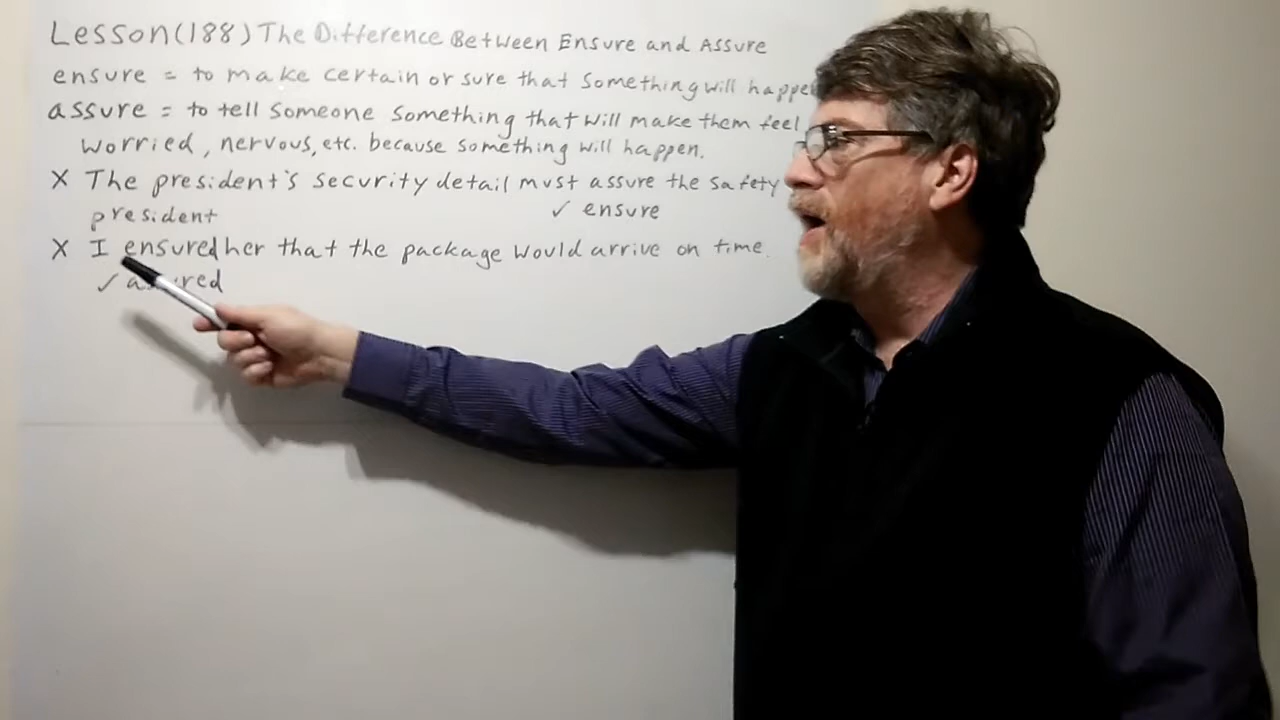 Lesson(188) The Difference Between Ensure and Assure
ensure = to make certain or sure that something will happen
assure = to tell someone something that will make them feel
worried, nervous, etc. because something will happen.
X The president's security detail must assure the safety
president ✓ ensure
X I ensured her that the package would arrive on time.
✓